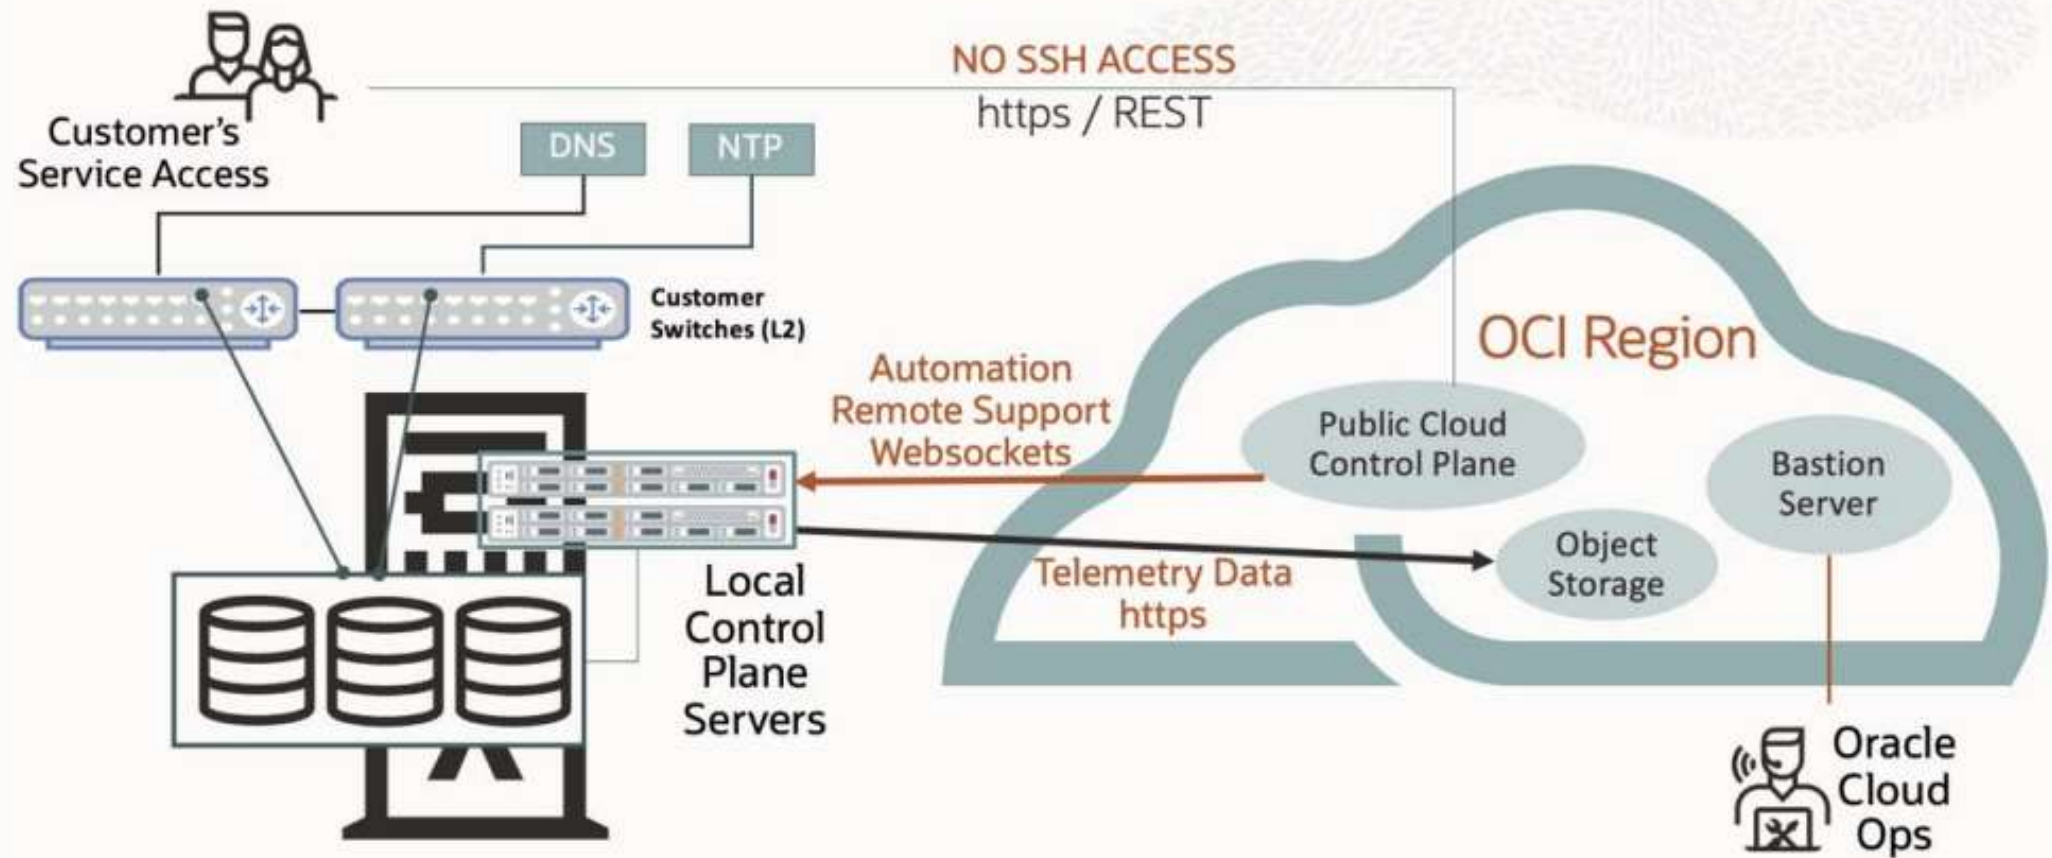 NO SSH ACCESS
https / REST
Customer's
Service Access
DNS
NTP
Customer
Switches (L2)
OCI Region
Automation
Remote Support
Websockets
Public Cloud
Control Plane
Bastion
Server
Object
Storage
Telemetry Data
https
Local
Control
Plane
Servers
Oracle
Cloud
Ops